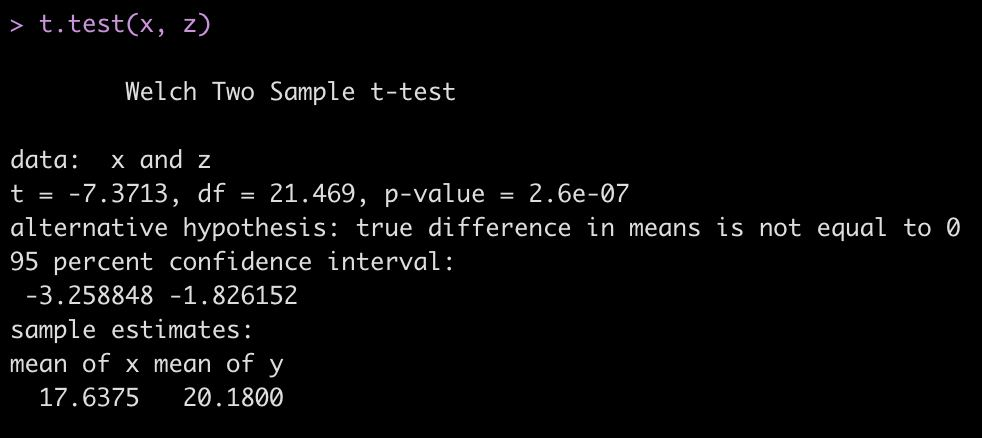 > t.test(x, z)
Welch Two Sample t-test
data:  x and z
t = -7.3713, df = 21.469, p-value = 2.6e-07
alternative hypothesis: true difference in means is not equal to 0
95 percent confidence interval:
 -3.258848 -1.826152
sample estimates:
mean of x mean of y
  17.6375   20.1800